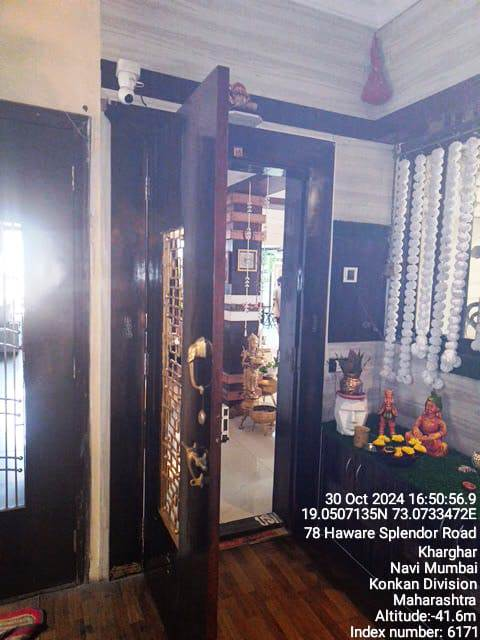 30 Oct 2024 16:50:56.9
19.0507135N 73.0733472E
78 Haware Splendor Road
Kharghar
Navi Mumbai
Konkan Division
Maharashtra
Altitude:-41.6m
Index number: 6171